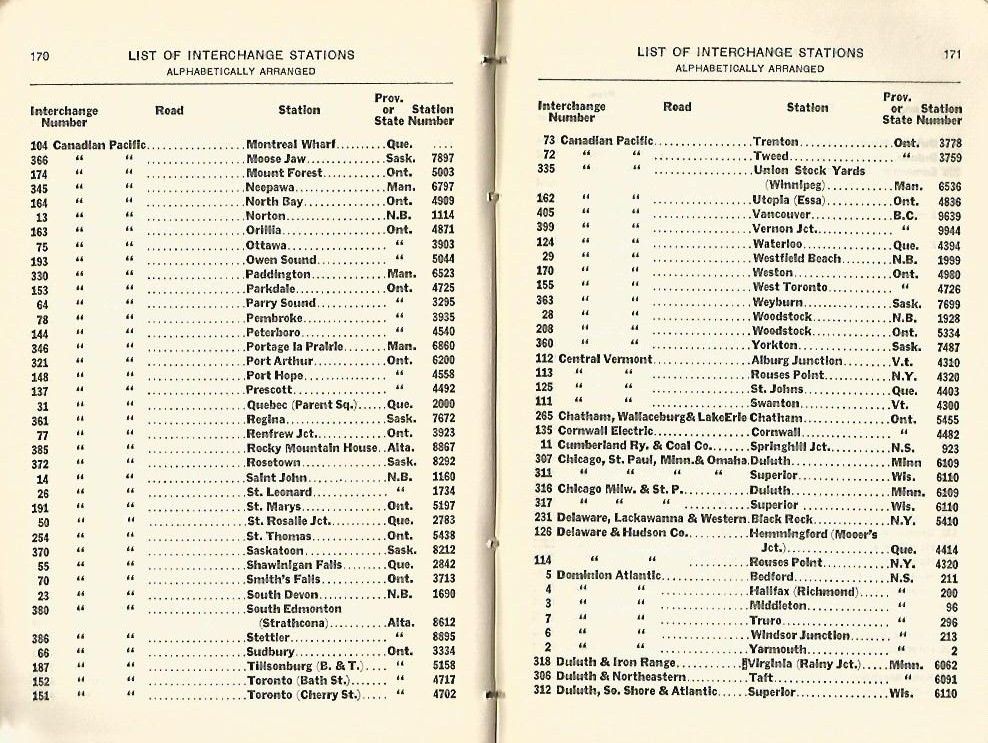 170 LIST OF INTERCHANGE STATIONS
ALPHABETICALLY ARRANGED
Interchange Number Road Station Prov. or State Station Number
104 Canadian Pacific..................Montreal Wharf..........Que. ....
366 “ “ ..................Moose Jaw..............Sask. 7897
174 “ “ ..................Mount Forest...........Ont. 5003
345 “ “ ..................Neepawa................Man. 6797
164 “ “ ..................North Bay..............Ont. 4909
13 “ “ ..................Norton.................N.B. 1114
163 “ “ ..................Orillia................Ont. 4871
75 “ “ ..................Ottawa................. “ 3903
193 “ “ ..................Owen Sound............. “ 5044
330 “ “ ..................Paddington.............Man. 6523
153 “ “ ..................Parkdale...............Ont. 4725
64 “ “ ..................Parry Sound............ “ 3295
78 “ “ ..................Pembroke............... “ 3935
144 “ “ ..................Peterboro.............. “ 4540
346 “ “ ..................Portage la Prairie.....Man. 6860
321 “ “ ..................Port Arthur............Ont. 6200
148 “ “ ..................Port Hope.............. “ 4558
137 “ “ ..................Prescott............... “ 4492
31 “ “ ..................Quebec (Parent Sq.)....Que. 2000
361 “ “ ..................Regina.................Sask. 7672
77 “ “ ..................Renfrew Jct............Ont. 3923
385 “ “ ..................Rocky Mountain House..Alta. 8867
372 “ “ ..................Rosetown...............Sask. 8292
14 “ “ ..................Saint John.............N.B. 1160
26 “ “ ..................St. Leonard............ “ 1734
191 “ “ ..................St. Marys..............Ont. 5197
50 “ “ ..................St. Rosalie Jct........Que. 2783
254 “ “ ..................St. Thomas.............Ont. 5438
370 “ “ ..................Saskatoon..............Sask. 8212
55 “ “ ..................Shawinigan Falls.......Que. 2842
70 “ “ ..................Smith's Falls..........Ont. 3713
23 “ “ ..................South Devon............N.B. 1690
380 “ “ ..................South Edmonton
(Strathcona)...........Alta. 8612
386 “ “ ..................Stettler............... “ 8895
66 “ “ ..................Sudbury................Ont. 3334
187 “ “ ..................Tillsonburg (B. & T.).... “ 5158
152 “ “ ..................Toronto (Bath St.)..... “ 4717
151 “ “ ..................Toronto (Cherry St.)..... “ 4702
LIST OF INTERCHANGE STATIONS 171
ALPHABETICALLY ARRANGED
Interchange Number Road Station Prov. or State Station Number
73 Canadian Pacific..................Trenton................Ont. 3778
72 “ “ ..................Tweed.................. “ 3759
335 “ “ ..................Union Stock Yards
(Winnipeg).............Man. 6536
162 “ “ ..................Utopia (Essa)..........Ont. 4836
405 “ “ ..................Vancouver..............B.C. 9639
399 “ “ ..................Vernon Jct............. “ 9944
124 “ “ ..................Waterloo...............Que. 4394
29 “ “ ..................Westfield Beach........N.B. 1999
170 “ “ ..................Weston.................Ont. 4980
155 “ “ ..................West Toronto........... “ 4726
363 “ “ ..................Weyburn................Sask. 7699
28 “ “ ..................Woodstock..............N.B. 1928
208 “ “ ..................Woodstock..............Ont. 5334
360 “ “ ..................Yorkton................Sask. 7487
112 Central Vermont..................Alburg Junction........V.t. 4310
113 “ “ ..................Rouses Point...........N.Y. 4320
125 “ “ ..................St. Johns..............Que. 4403
111 “ “ ..................Swanton................Vt. 4300
265 Chatham, Wallaceburg& LakeErie Chatham................Ont. 5455
135 Cornwall Electric................Cornwall............... “ 4482
11 Cumberland Ry. & Coal Co......Springhill Jct.........N.S. 923
307 Chicago, St. Paul, Minn.& Omaha.Duluth.................Minn 6109
311 “ “ “ “ Superior...............Wis. 6110
316 Chicago Milw. & St. P..........Duluth.................Minn. 6109
317 “ “ “ ..........Superior...............Wis. 6110
231 Delaware, Lackawanna & Western.Black Rock.............N.Y. 5410
126 Delaware & Hudson Co...........Hemmingford (Mooer's
Jct.)..................Que. 4414
114 “ “ ..........Rouses Point...........N.Y. 4320
5 Dominion Atlantic................Bedford................N.S. 211
4 “ “ ..................Halifax (Richmond)..... “ 200
3 “ “ ..................Middleton.............. “ 96
7 “ “ ..................Truro.................. “ 296
6 “ “ ..................Windsor Junction....... “ 213
2 “ “ ..................Yarmouth............... “ 2
318 Duluth & Iron Range............Virginia (Rainy Jct.).....Minn. 6062
306 Duluth & Northeastern..........Taft................... “ 6091
312 Duluth, So. Shore & Atlantic.....Superior...............Wis. 6110